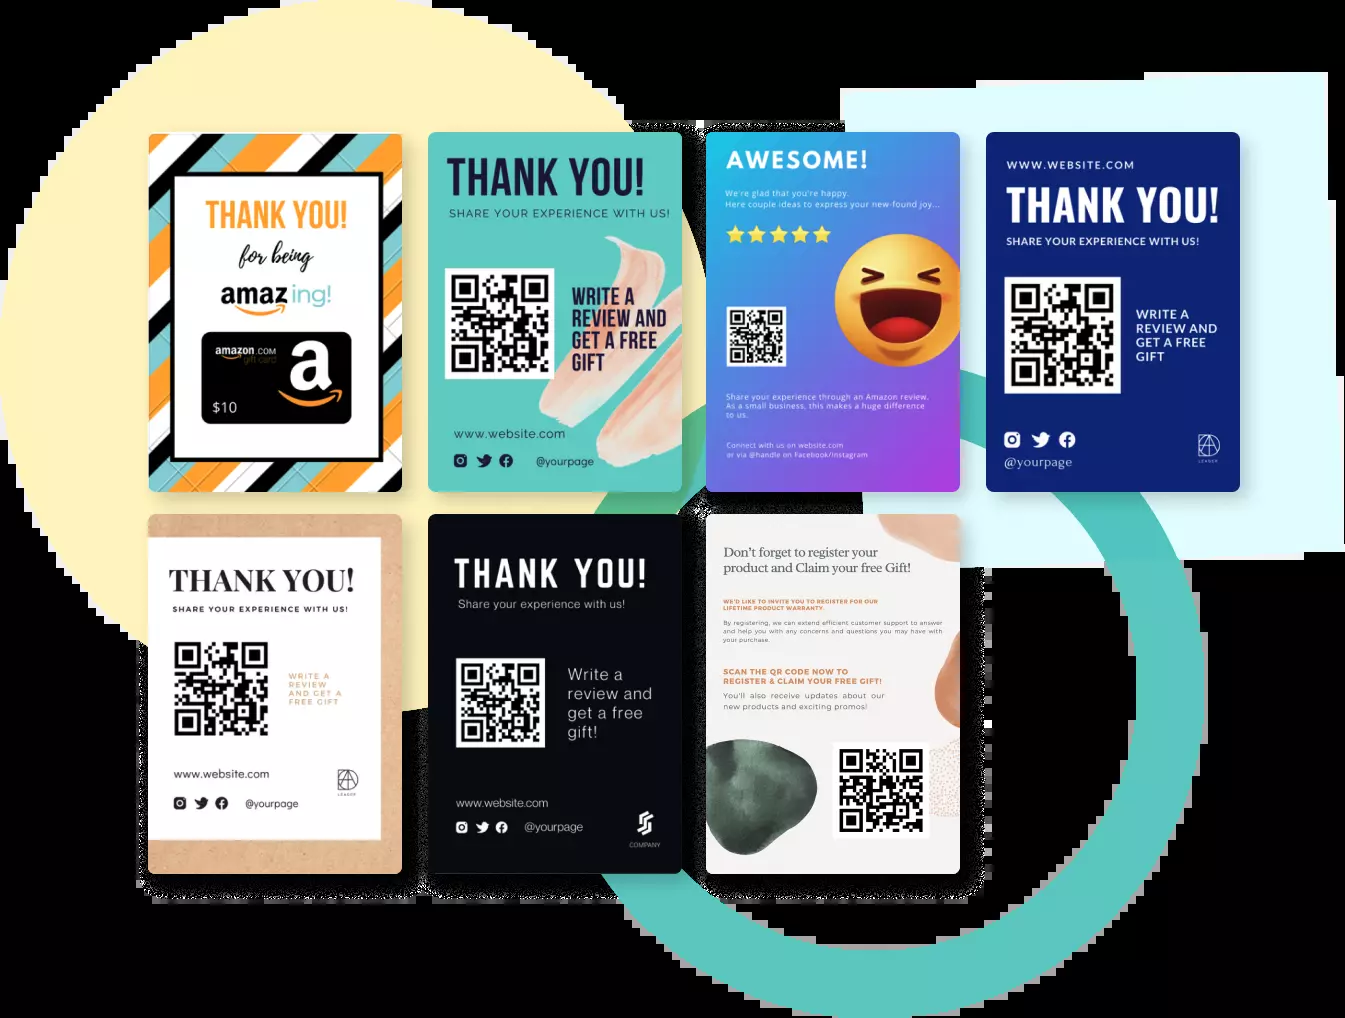 THANK YOU!
for being
amazing!
amazon.com
gift card
a
$10
THANK YOU!
SHARE YOUR EXPERIENCE WITH US!
WRITE A
REVIEW AND
GET A FREE
GIFT
www.website.com
@yourpage
AWESOME!
We're glad that you're happy.
Here couple ideas to express your new-found joy...
Share your experience through an Amazon review.
As a small business, this makes a huge difference
to us.
Connect with us on website.com
or via @handle on Facebook/Instagram
WWW.WEBSITE.COM
THANK YOU!
SHARE YOUR EXPERIENCE WITH US!
WRITE A
REVIEW AND
GET A FREE
GIFT
@yourpage
LEADER
THANK YOU!
SHARE YOUR EXPERIENCE WITH US!
WRITE A
REVIEW
AND GET A
FREE GIFT
www.website.com
@yourpage
LEADER
THANK YOU!
Share your experience with us!
Write a
review and
get a free
gift!
www.website.com
@yourpage
COMPANY
Don't forget to register your
product and Claim your free Gift!
WE'D LIKE TO INVITE YOU TO REGISTER FOR OUR
LIFETIME PRODUCT WARRANTY.
By registering, we can extend efficient customer support to answer
and help you with any concerns and questions you may have with
your purchase.
SCAN THE QR CODE NOW TO
REGISTER & CLAIM YOUR FREE GIFT!
You'll also receive updates about our
new products and exciting promos!